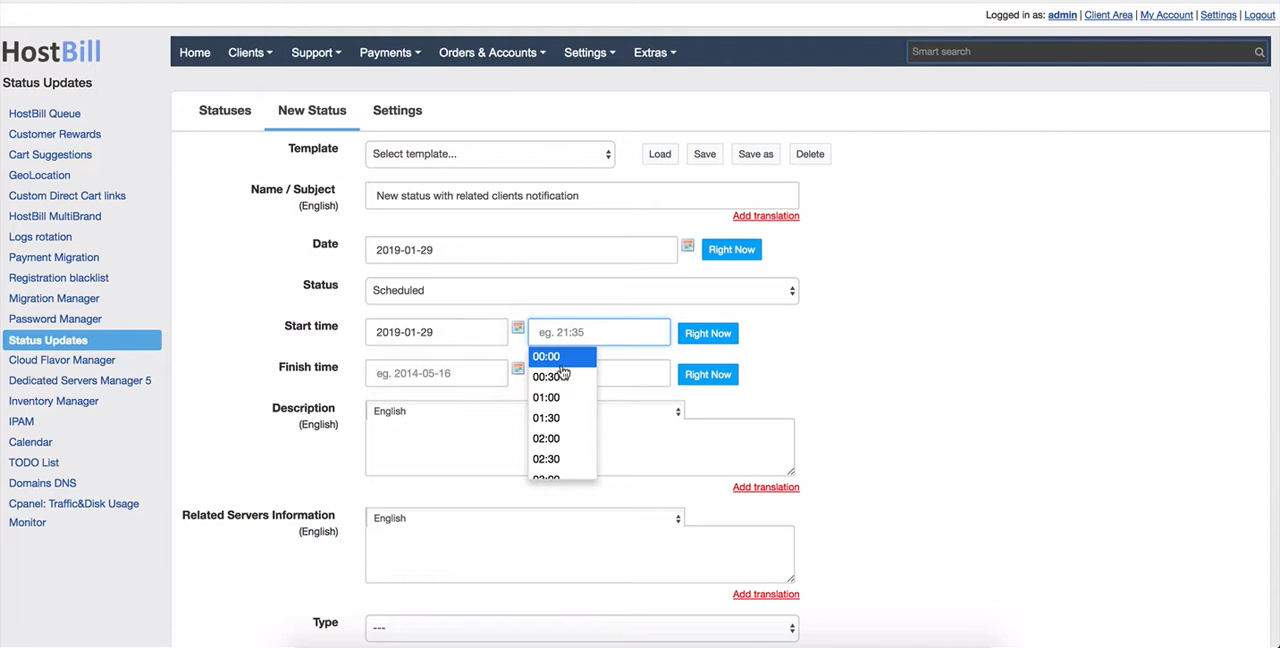 Logged in as: admin | Client Area | My Account | Settings | Logout
HostBill
Home Clients Support Payments Orders & Accounts Settings Extras Smart search
Status Updates
HostBill Queue
Customer Rewards
Cart Suggestions
GeoLocation
Custom Direct Cart links
HostBill MultiBrand
Logs rotation
Payment Migration
Registration blacklist
Migration Manager
Password Manager
Status Updates
Cloud Flavor Manager
Dedicated Servers Manager 5
Inventory Manager
IPAM
Calendar
TODO List
Domains DNS
Cpanel: Traffic&Disk Usage
Monitor
Statuses New Status Settings
Template Select template... Load Save Save as Delete
Name / Subject New status with related clients notification
(English)
Add translation
Date 2019-01-29 Right Now
Status Scheduled
Start time 2019-01-29 eg. 21:35 Right Now
00:00
00:30
01:00
01:30
02:00
02:30
03:00
Finish time eg. 2014-05-16 Right Now
Description English
(English)
Add translation
Related Servers Information English
(English)
Add translation
Type ---